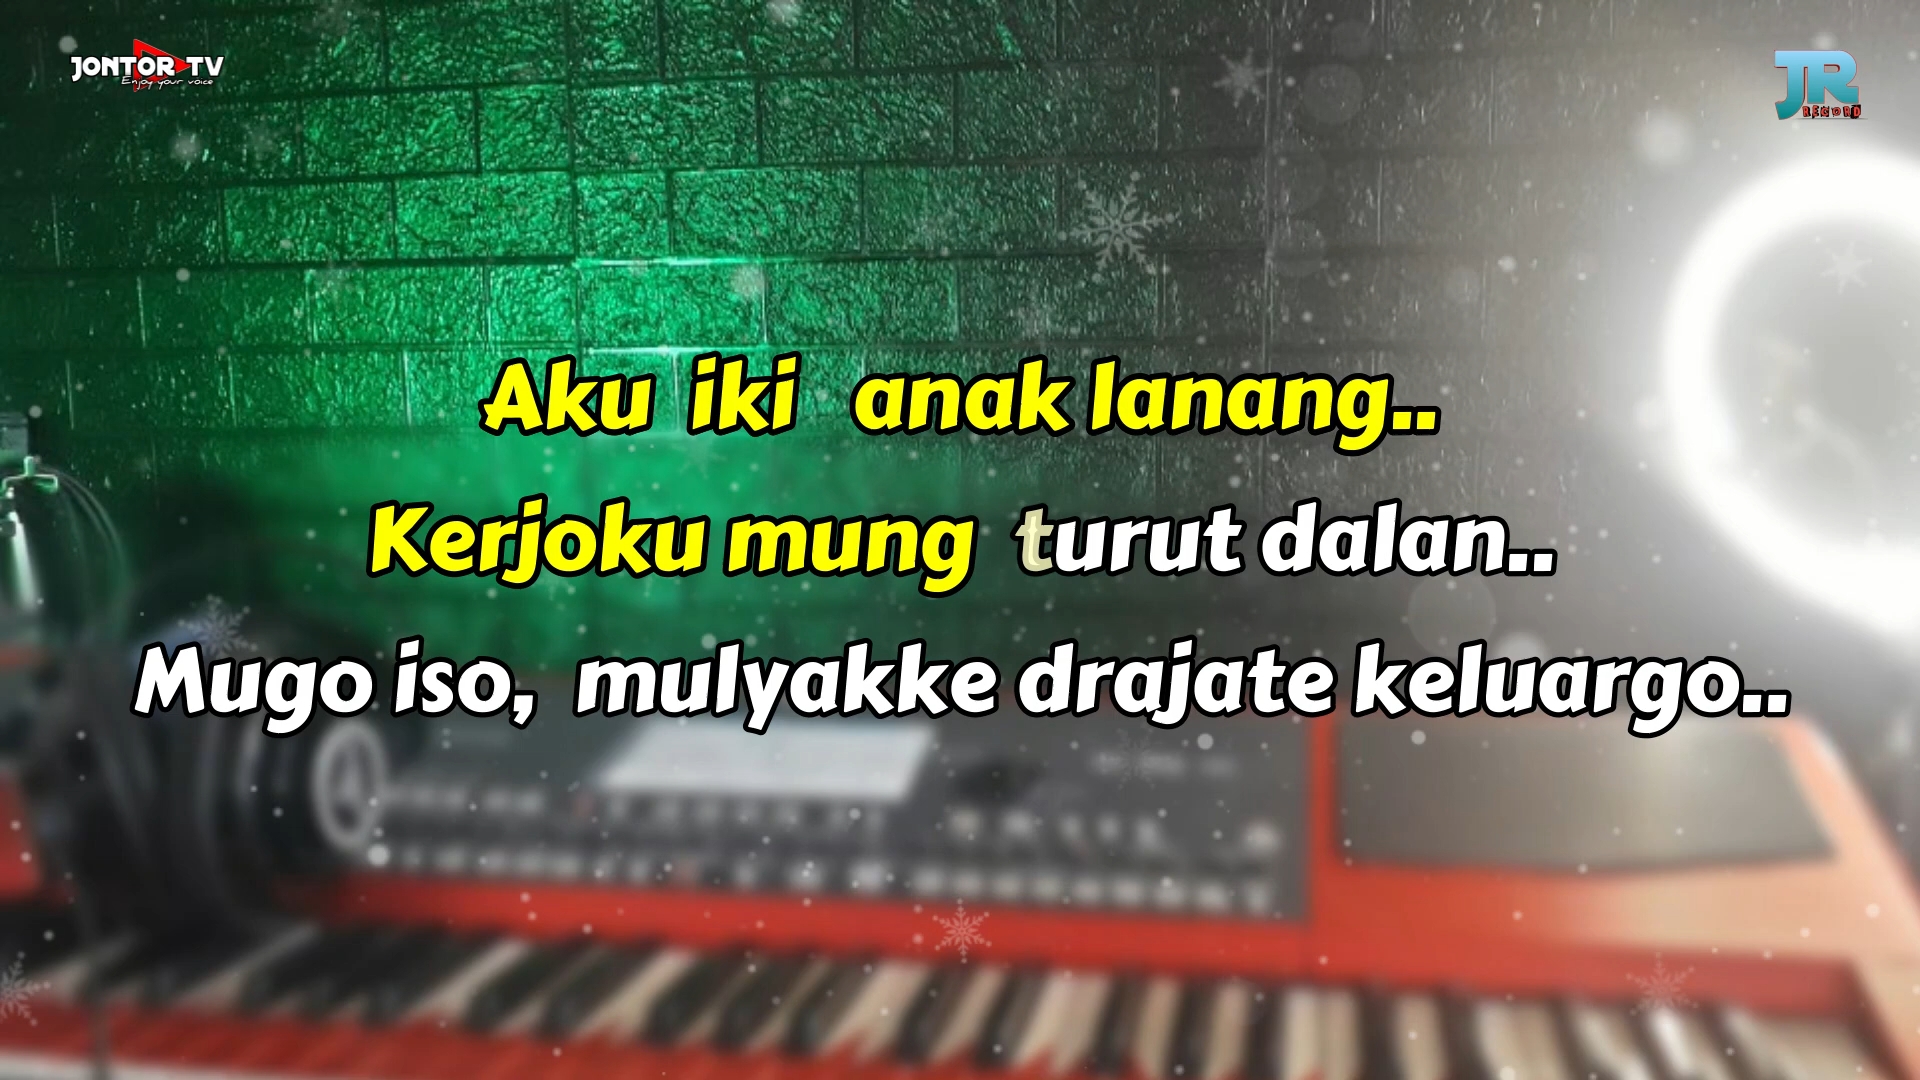 JONTOR TV
Enjoy your voice
JR
RECORD
Aku iki anak lanang..
Kerjoku mung turut dalan..
Mugo iso, mulyakke drajate keluargo..